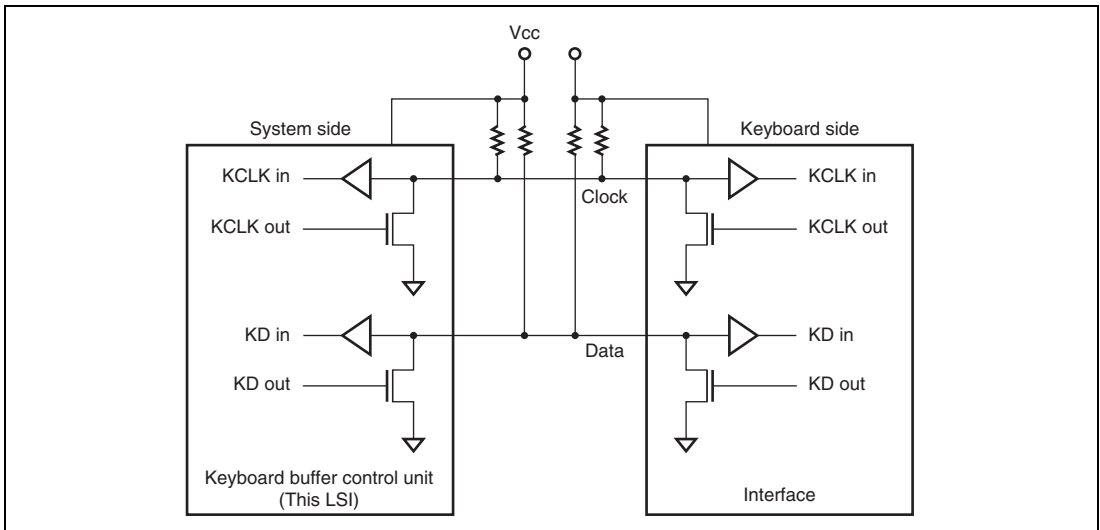 Vcc
System side
Keyboard side
KCLK in
KCLK in
Clock
KCLK out
KCLK out
KD in
KD in
Data
KD out
KD out
Keyboard buffer control unit
(This LSI)
Interface